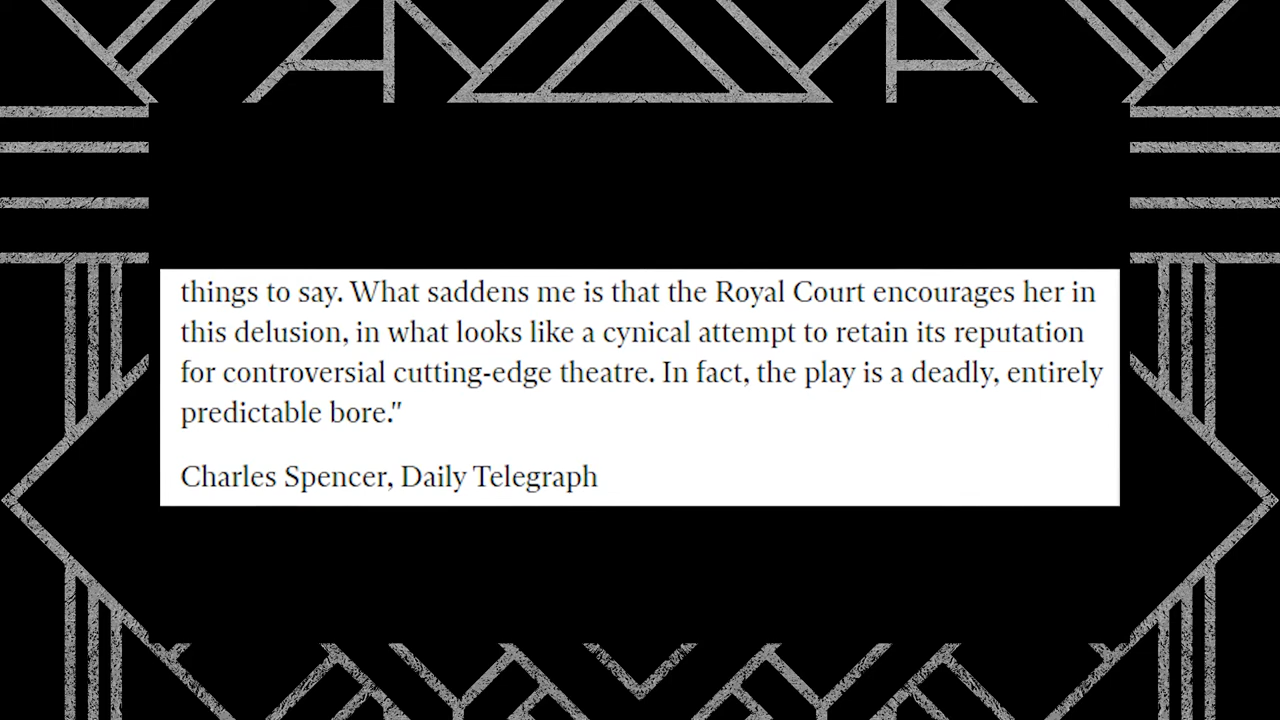 things to say. What saddens me is that the Royal Court encourages her in
this delusion, in what looks like a cynical attempt to retain its reputation
for controversial cutting-edge theatre. In fact, the play is a deadly, entirely
predictable bore."
Charles Spencer, Daily Telegraph